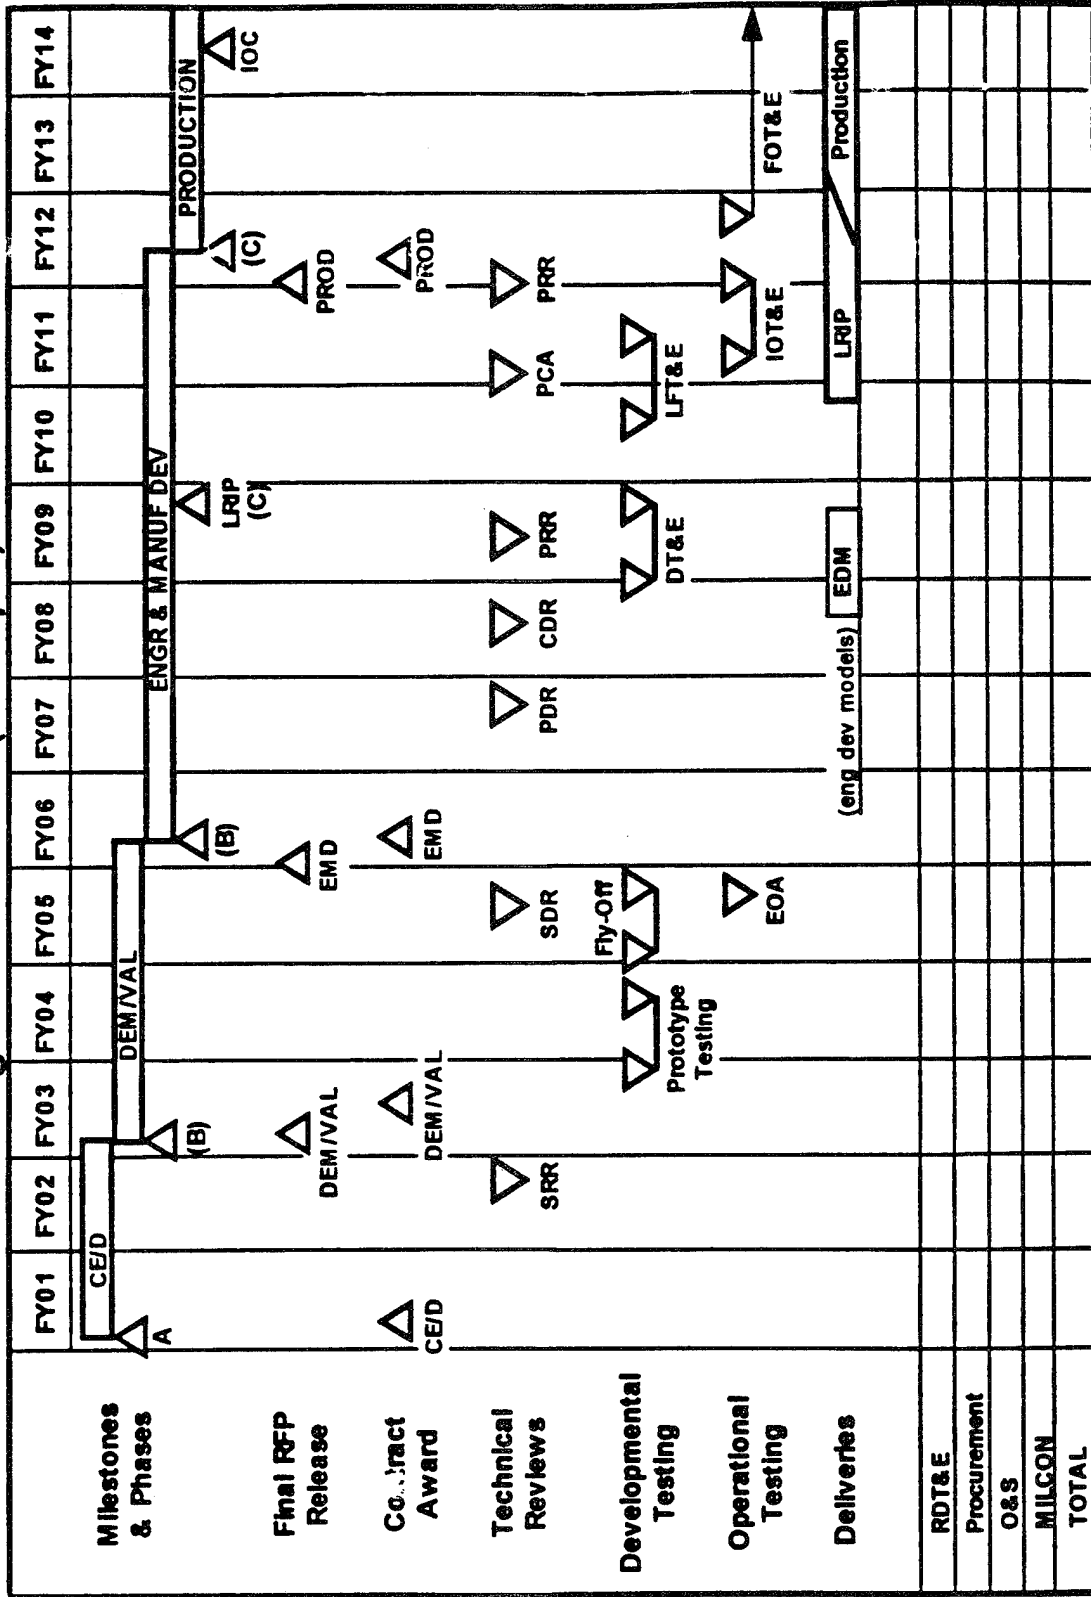 FY01 FY02 FY03 FY04 FY05 FY06 FY07 FY08 FY09 FY10 FY11 FY12 FY13 FY14
Milestones
& Phases
CE/D
DEM/VAL
ENGR & MANUF DEV
PRODUCTION
A
(B)
(B)
LRIP
(C)
(C)
IOC
Final RFP
Release
DEM/VAL
EMD
PROD
Contract
Award
CE/D
DEM/VAL
EMD
PROD
Technical
Reviews
SRR
SDR
PDR
CDR
PRR
PCA
PRR
Developmental
Testing
Prototype
Testing
Fly-Off
DT&E
LFT&E
Operational
Testing
EOA
IOT&E
FOT&E
Deliveries
(eng dev models)
EDM
LRIP
Production
RDT&E
Procurement
O&S
MILCON
TOTAL